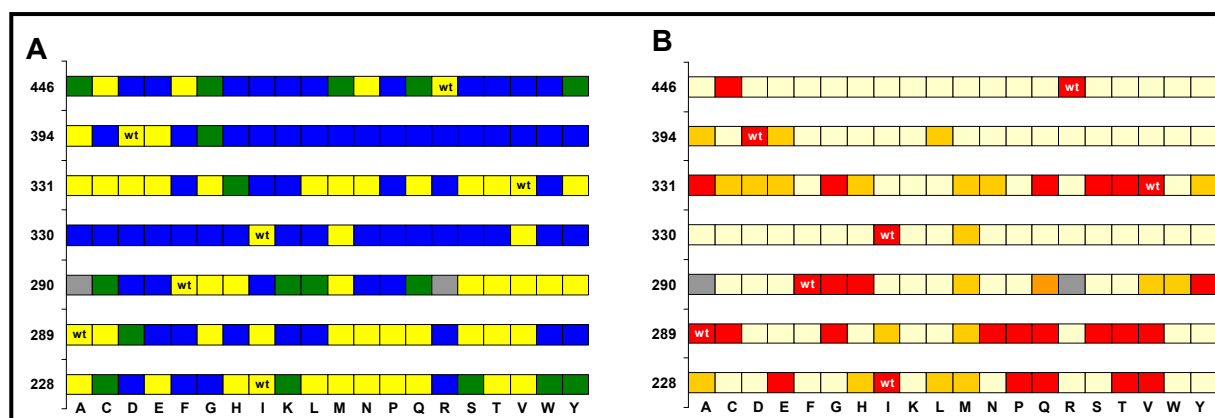 A
446 wt
394 wt
331 wt
330 wt
290 wt
289 wt
228 wt
A C D E F G H I K L M N P Q R S T V W Y
B
446 wt
394 wt
331 wt
330 wt
290 wt
289 wt
228 wt
A C D E F G H I K L M N P Q R S T V W Y